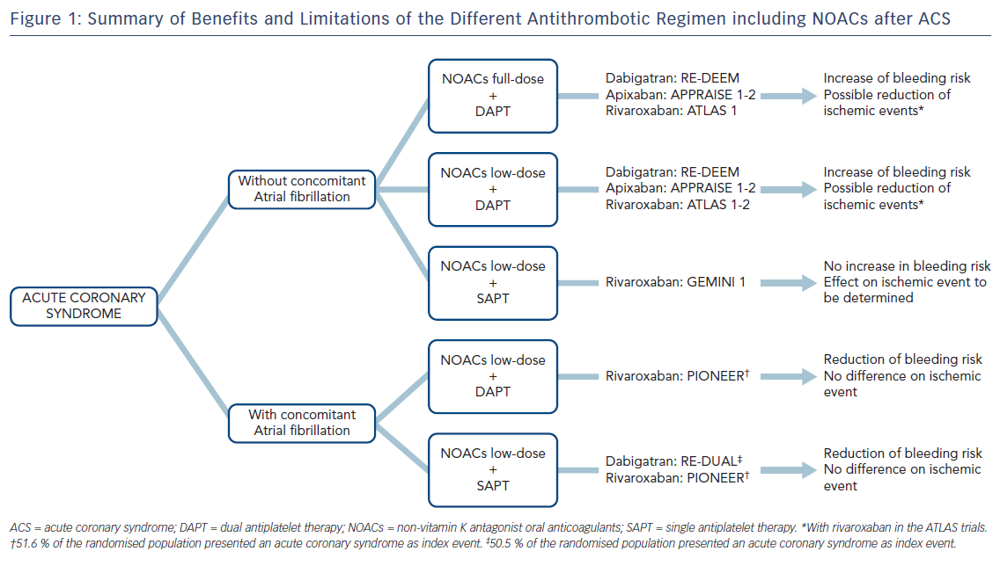 Figure 1: Summary of Benefits and Limitations of the Different Antithrombotic Regimen including NOACs after ACS
ACUTE CORONARY
SYNDROME
Without concomitant
Atrial fibrillation
NOACs full-dose
+
DAPT
Dabigatran: RE-DEEM
Apixaban: APPRAISE 1-2
Rivaroxaban: ATLAS 1
Increase of bleeding risk
Possible reduction of
ischemic events*
NOACs low-dose
+
DAPT
Dabigatran: RE-DEEM
Apixaban: APPRAISE 1-2
Rivaroxaban: ATLAS 1-2
Increase of bleeding risk
Possible reduction of
ischemic events*
NOACs low-dose
+
SAPT
Rivaroxaban: GEMINI 1
No increase in bleeding risk
Effect on ischemic event to
be determined
With concomitant
Atrial fibrillation
NOACs low-dose
+
DAPT
Rivaroxaban: PIONEER†
Reduction of bleeding risk
No difference on ischemic
event
NOACs low-dose
+
SAPT
Dabigatran: RE-DUAL‡
Rivaroxaban: PIONEER†
Reduction of bleeding risk
No difference on ischemic
event
ACS = acute coronary syndrome; DAPT = dual antiplatelet therapy; NOACs = non-vitamin K antagonist oral anticoagulants; SAPT = single antiplatelet therapy. *With rivaroxaban in the ATLAS trials.
†51.6 % of the randomised population presented an acute coronary syndrome as index event. ‡50.5 % of the randomised population presented an acute coronary syndrome as index event.